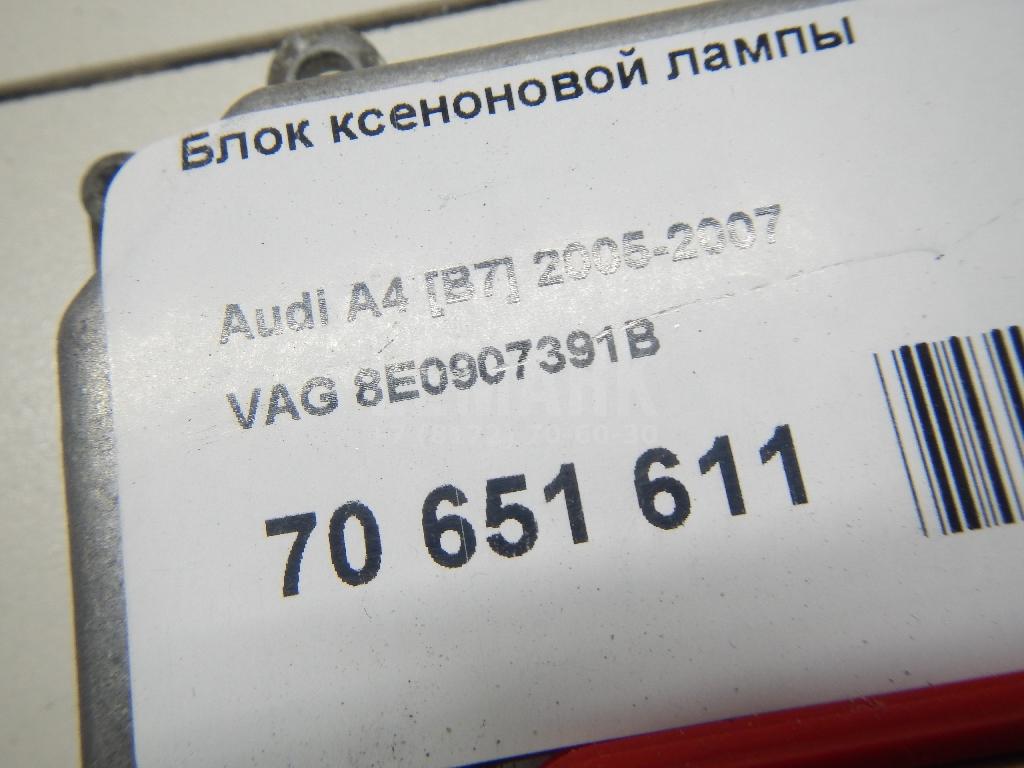 Блок ксеноновой лампы
Audi A4 [B7] 2005-2007
VAG 8E0907391B
70 651 611